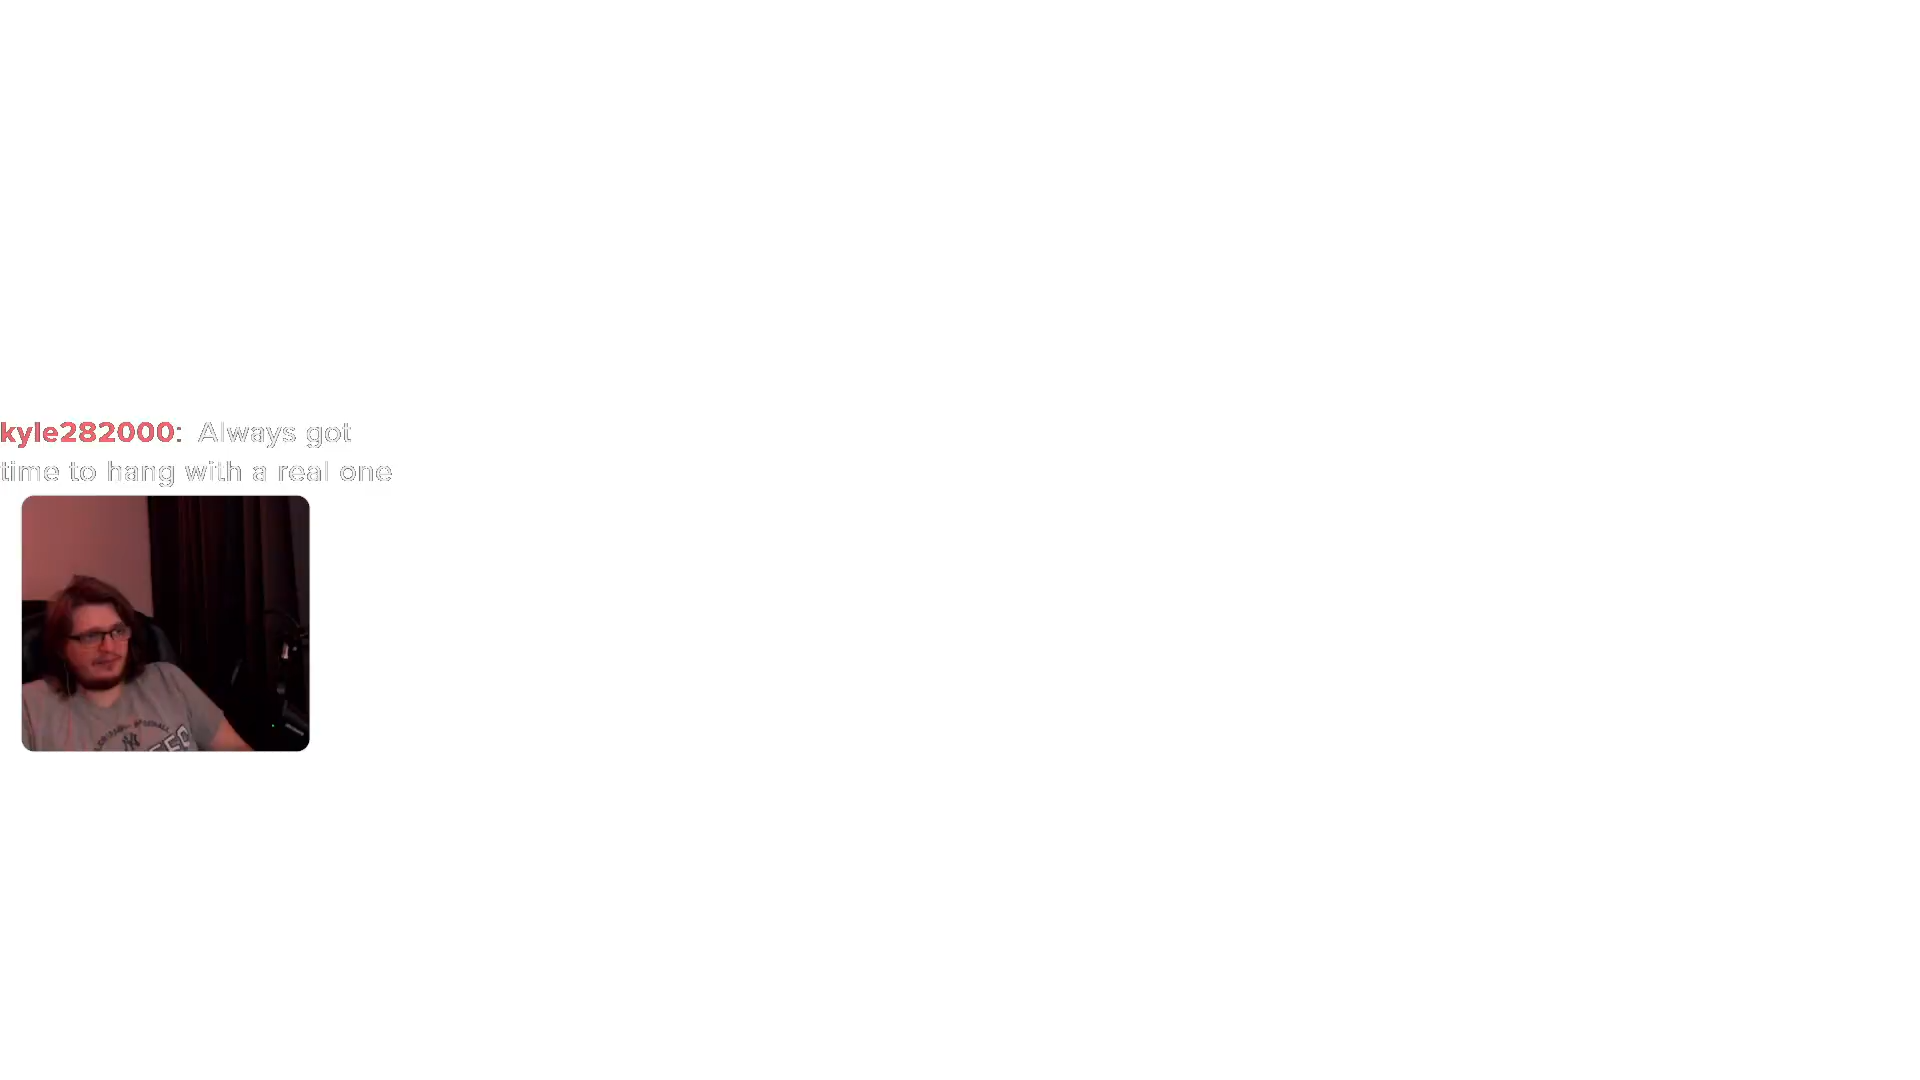 kyle282000: Always got
time to hang with a real one